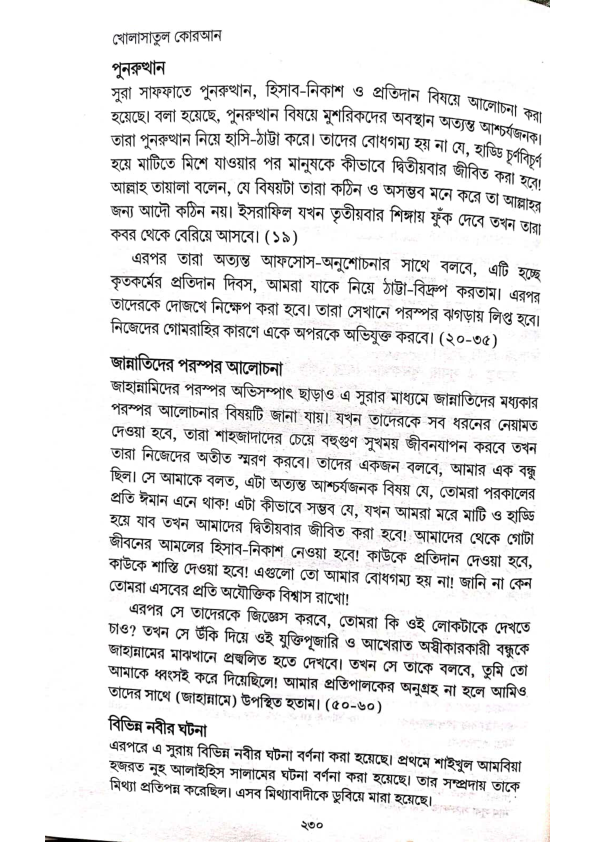 খোলাসাতুল কোরআন
পুনরুত্থান
সুরা সাফফাতে পুনরুত্থান, হিসাব-নিকাশ ও প্রতিদান বিষয়ে আলোচনা করা
হয়েছে। বলা হয়েছে, পুনরুত্থান বিষয়ে মুশরিকদের অবস্থান অত্যন্ত আশ্চর্যজনক।
তারা পুনরুত্থান নিয়ে হাসি-ঠাট্টা করে। তাদের বোধগম্য হয় না যে, হাড্ডি চূর্ণবিচূর্ণ
হয়ে মাটিতে মিশে যাওয়ার পর মানুষকে কীভাবে দ্বিতীয়বার জীবিত করা হবে!
আল্লাহ তায়ালা বলেন, যে বিষয়টা তারা কঠিন ও অসম্ভব মনে করে তা আল্লাহর
জন্য আদৌ কঠিন নয়। ইসরাফিল যখন তৃতীয়বার শিঙ্গায় ফুঁক দেবে তখন তারা
কবর থেকে বেরিয়ে আসবে। (১৯)
এরপর তারা অত্যন্ত আফসোস-অনুশোচনার সাথে বলবে, এটি হচ্ছে
কৃতকর্মের প্রতিদান দিবস, আমরা যাকে নিয়ে ঠাট্টা-বিদ্রূপ করতাম। এরপর
তাদেরকে দোজখে নিক্ষেপ করা হবে। তারা সেখানে পরস্পর ঝগড়ায় লিপ্ত হবে।
নিজেদের গোমরাহির কারণে একে অপরকে অভিযুক্ত করবে। (২০-৩৫)
জান্নাতিদের পরস্পর আলোচনা
জাহান্নামিদের পরস্পর অভিসম্পাৎ ছাড়াও এ সুরার মাধ্যমে জান্নাতিদের মধ্যকার
পরস্পর আলোচনার বিষয়টি জানা যায়। যখন তাদেরকে সব ধরনের নেয়ামত
দেওয়া হবে, তারা শাহজাদাদের চেয়ে বহুগুণ সুখময় জীবনযাপন করবে তখন
তারা নিজেদের অতীত স্মরণ করবে। তাদের একজন বলবে, আমার এক বন্ধু
ছিল। সে আমাকে বলত, এটা অত্যন্ত আশ্চর্যজনক বিষয় যে, তোমরা পরকালের
প্রতি ঈমান এনে থাক! এটা কীভাবে সম্ভব যে, যখন আমরা মরে মাটি ও হাড্ডি
হয়ে যাব তখন আমাদের দ্বিতীয়বার জীবিত করা হবে! আমাদের থেকে গোটা
জীবনের আমলের হিসাব-নিকাশ নেওয়া হবে! কাউকে প্রতিদান দেওয়া হবে,
কাউকে শাস্তি দেওয়া হবে! এগুলো তো আমার বোধগম্য হয় না! জানি না কেন
তোমরা এসবের প্রতি অযৌক্তিক বিশ্বাস রাখো!
এরপর সে তাদেরকে জিজ্ঞেস করবে, তোমরা কি ওই লোকটাকে দেখতে
চাও? তখন সে উঁকি দিয়ে ওই যুক্তিপূজারি ও আখেরাত অস্বীকারকারী বন্ধুকে
জাহান্নামের মাঝখানে প্রজ্বলিত হতে দেখবে। তখন সে তাকে বলবে, তুমি তো
আমাকে ধ্বংসই করে দিয়েছিলে! আমার প্রতিপালকের অনুগ্রহ না হলে আমিও
তাদের সাথে (জাহান্নামে) উপস্থিত হতাম। (৫০-৬০)
বিভিন্ন নবীর ঘটনা
এরপরে এ সুরায় বিভিন্ন নবীর ঘটনা বর্ণনা করা হয়েছে। প্রথমে শাইখুল আমবিয়া
হজরত নুহ আলাইহিস সালামের ঘটনা বর্ণনা করা হয়েছে। তার সম্প্রদায় তাকে
মিথ্যা প্রতিপন্ন করেছিল। এসব মিথ্যাবাদীকে ডুবিয়ে মারা হয়েছে।
২৩০